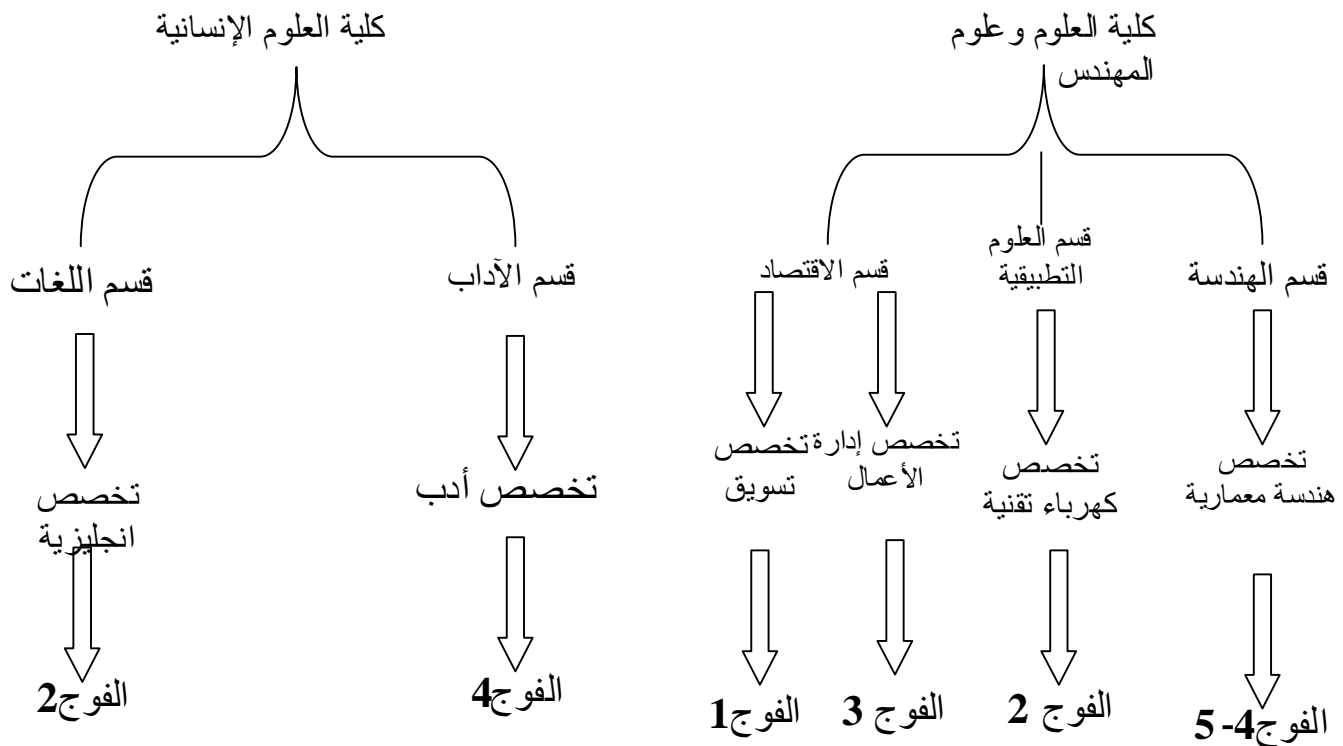 كلية العلوم وعلوم
المهندس
كلية العلوم الإنسانية
قسم الهندسة
قسم العلوم
التطبيقية
قسم الاقتصاد
قسم الآداب
قسم اللغات
تخصص
هندسة معمارية
تخصص
كهرباء تقنية
تخصص إدارة
الأعمال
تخصص
تسويق
تخصص أدب
تخصص
انجليزية
الفوج4- 5
الفوج 2
الفوج 3
الفوج1
الفوج4
الفوج2